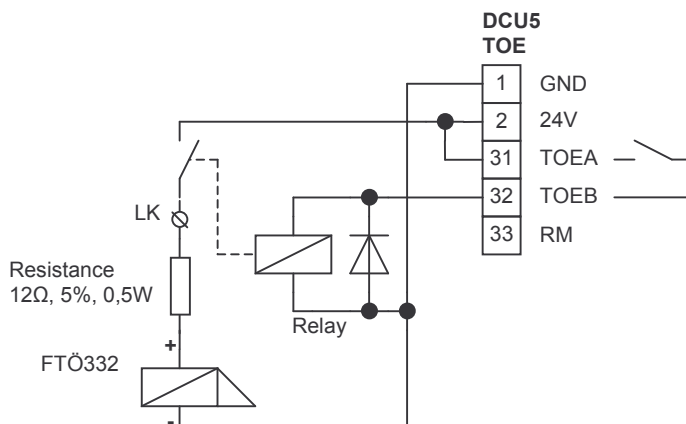 DCU5
TOE
1 GND
2 24V
31 TOEA
32 TOEB
33 RM
LK
Resistance
12Ω, 5%, 0,5W
Relay
+
FTÖ332
-